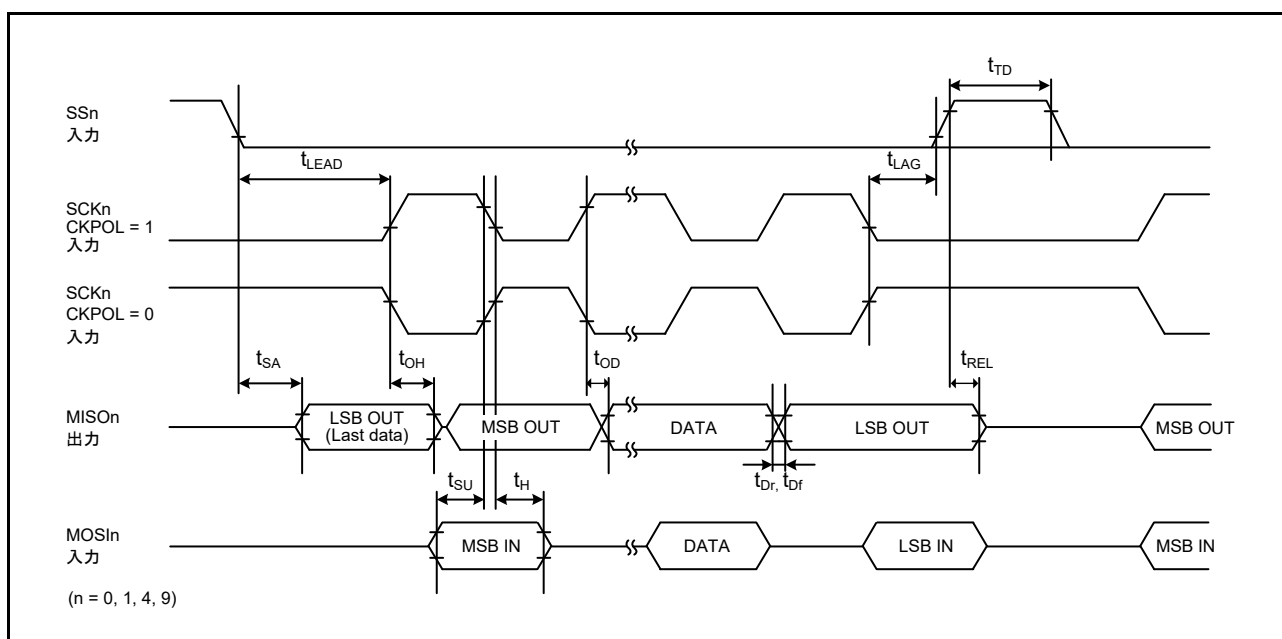 tTD
SSn
入力
tLEAD
tLAG
SCKn
CKPOL = 1
入力
SCKn
CKPOL = 0
入力
tSA
tOH
tOD
tREL
MISOn
出力
LSB OUT
(Last data)
MSB OUT
DATA
LSB OUT
MSB OUT
tSU
tH
tDr, tDf
MOSIn
入力
MSB IN
DATA
LSB IN
MSB IN
(n = 0, 1, 4, 9)